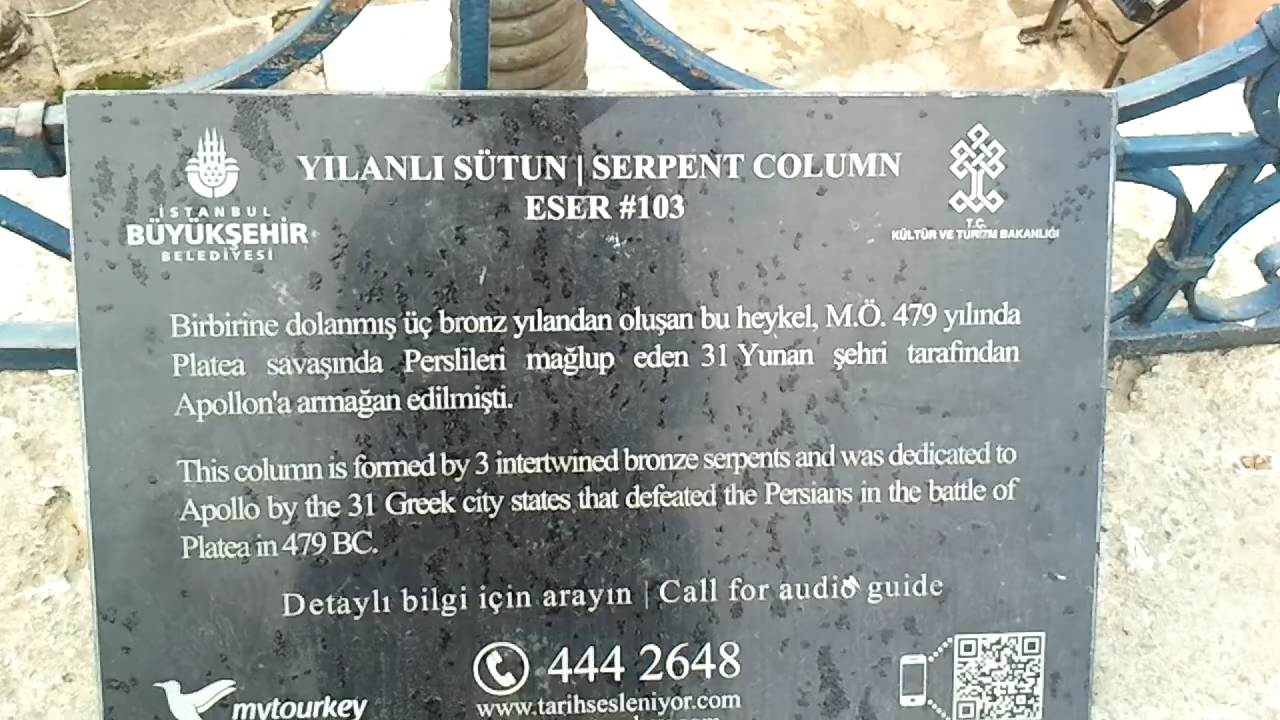 YILANLI SÜTUN | SERPENT COLUMN
ESER #103
İSTANBUL
BÜYÜKŞEHİR
BELEDİYESİ
T.C.
KÜLTÜR VE TURİZM BAKANLIĞI
Birbirine dolanmış üç bronz yılandan oluşan bu heykel, M.Ö. 479 yılında
Platea savaşında Perslileri mağlup eden 31 Yunan şehri tarafından
Apollon'a armağan edilmişti.
This column is formed by 3 intertwined bronze serpents and was dedicated to
Apollo by the 31 Greek city states that defeated the Persians in the battle of
Platea in 479 BC.
Detaylı bilgi için arayın | Call for audio guide
444 2648
www.tarihsesleniyor.com
mytourkey